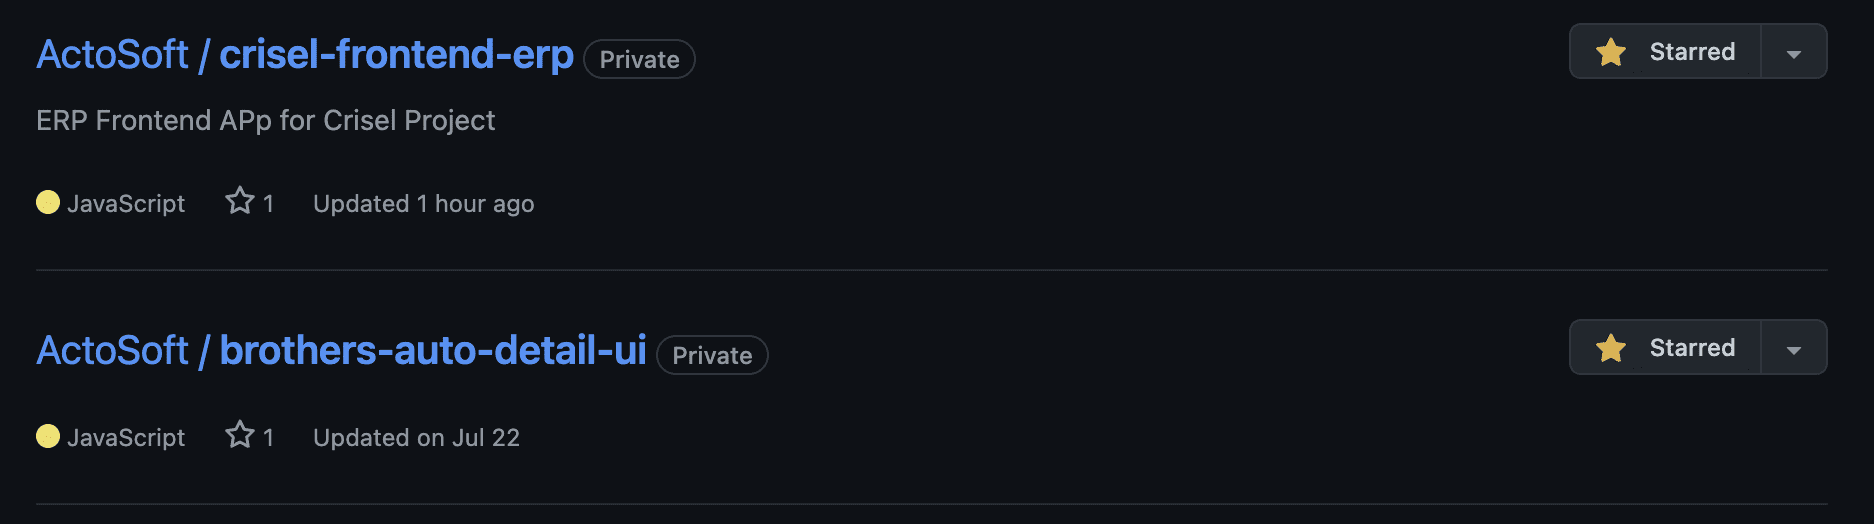 ActoSoft / crisel-frontend-erp Private Starred
ERP Frontend APp for Crisel Project
JavaScript 1 Updated 1 hour ago
ActoSoft / brothers-auto-detail-ui Private Starred
JavaScript 1 Updated on Jul 22